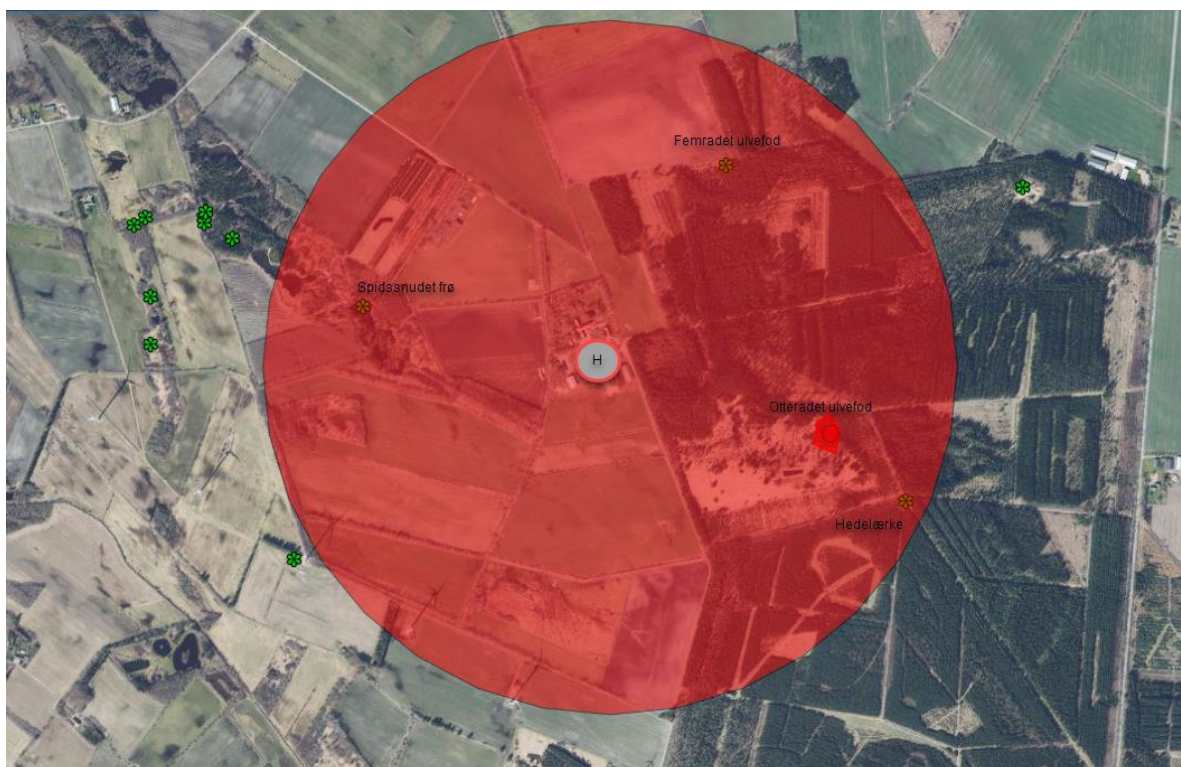 Femradet ulvefod
Spidssnudet frø
H
Otteradet ulvefod
Hedelærke